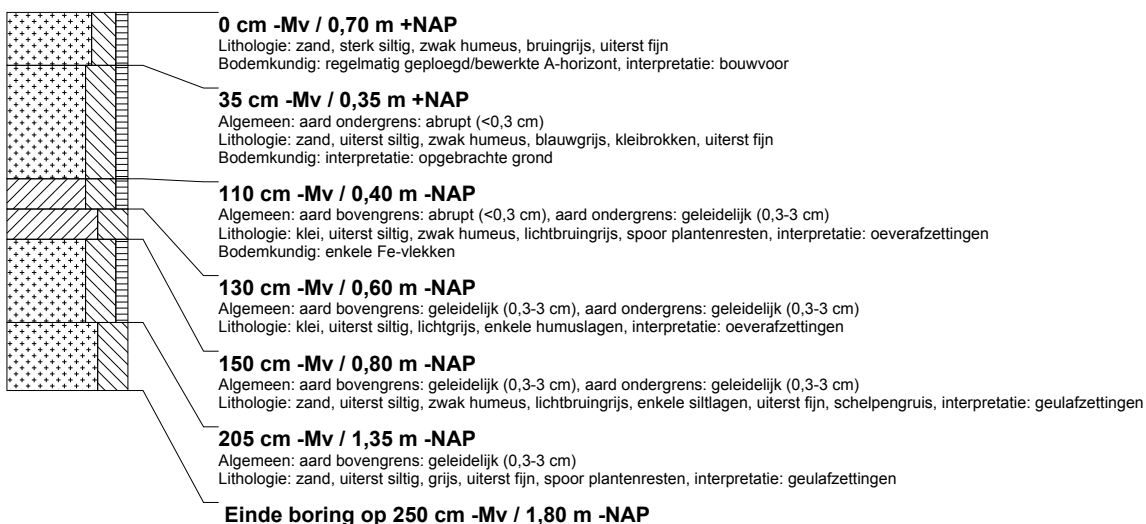 0 cm -Mv / 0,70 m +NAP
Lithologie: zand, sterk siltig, zwak humeus, bruingrijs, uiterst fijn
Bodemkundig: regelmatig geploegd/bewerkte A-horizont, interpretatie: bouwvoor
35 cm -Mv / 0,35 m +NAP
Algemeen: aard ondergrens: abrupt (<0,3 cm)
Lithologie: zand, uiterst siltig, zwak humeus, blauwgrijs, kleibrokken, uiterst fijn
Bodemkundig: interpretatie: opgebrachte grond
110 cm -Mv / 0,40 m -NAP
Algemeen: aard bovengrens: abrupt (<0,3 cm), aard ondergrens: geleidelijk (0,3-3 cm)
Lithologie: klei, uiterst siltig, zwak humeus, lichtbruingrijs, spoor plantenresten, interpretatie: oeverafzettingen
Bodemkundig: enkele Fe-vlekken
130 cm -Mv / 0,60 m -NAP
Algemeen: aard bovengrens: geleidelijk (0,3-3 cm), aard ondergrens: geleidelijk (0,3-3 cm)
Lithologie: klei, uiterst siltig, lichtgrijs, enkele humuslagen, interpretatie: oeverafzettingen
150 cm -Mv / 0,80 m -NAP
Algemeen: aard bovengrens: geleidelijk (0,3-3 cm), aard ondergrens: geleidelijk (0,3-3 cm)
Lithologie: zand, uiterst siltig, zwak humeus, lichtbruingrijs, enkele siltlagen, uiterst fijn, schelpengruis, interpretatie: geulafzettingen
205 cm -Mv / 1,35 m -NAP
Algemeen: aard bovengrens: geleidelijk (0,3-3 cm)
Lithologie: zand, uiterst siltig, grijs, uiterst fijn, spoor plantenresten, interpretatie: geulafzettingen
Einde boring op 250 cm -Mv / 1,80 m -NAP